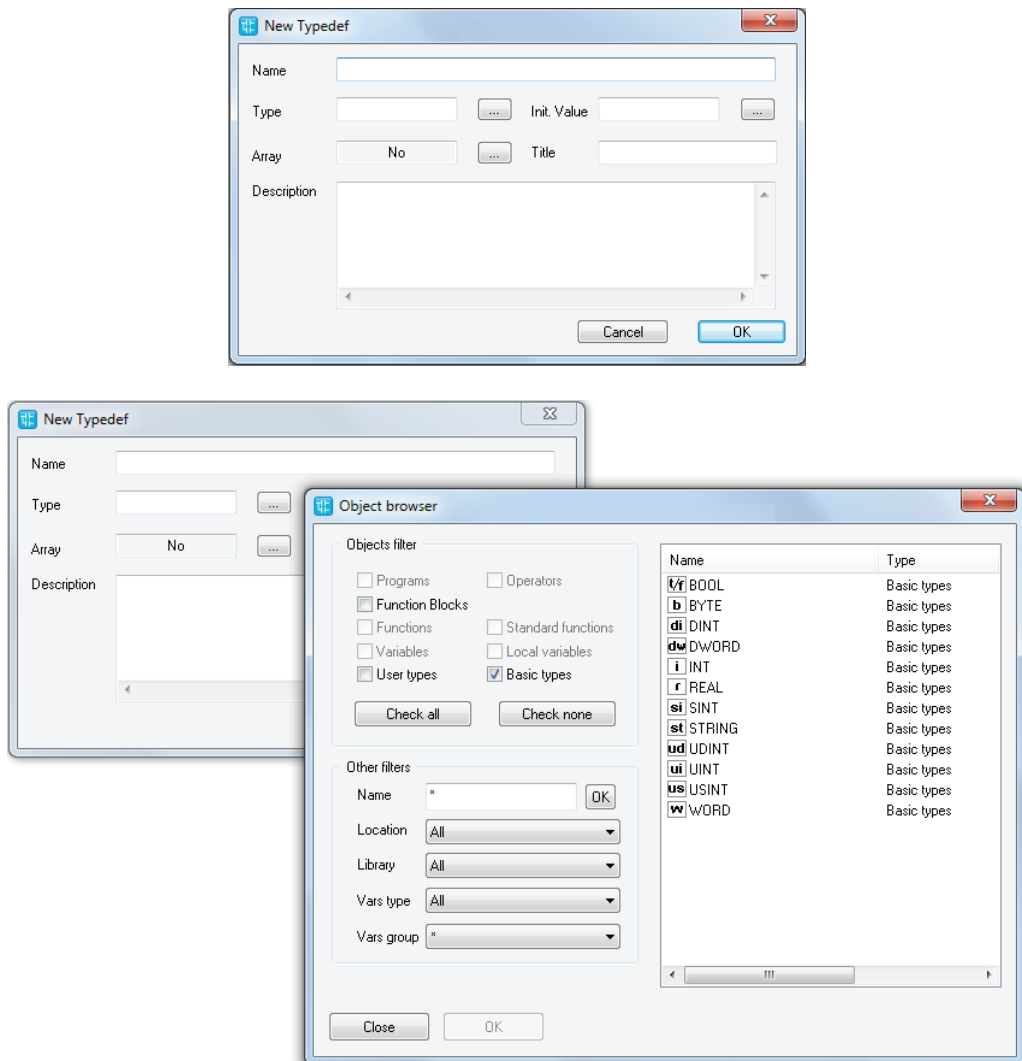 New Typedef
Name
Type ... Init. Value ...
Array No ... Title
Description
Cancel OK
New Typedef
Name
Type ...
Array No ...
Description
Object browser
Objects filter
Programs Operators
Function Blocks
Functions Standard functions
Variables Local variables
User types Basic types
Check all Check none
Other filters
Name * OK
Location All
Library All
Vars type All
Vars group *
Close OK
Name Type
t/f BOOL Basic types
b BYTE Basic types
di DINT Basic types
dw DWORD Basic types
i INT Basic types
r REAL Basic types
si SINT Basic types
st STRING Basic types
ud UDINT Basic types
ui UINT Basic types
us USINT Basic types
w WORD Basic types